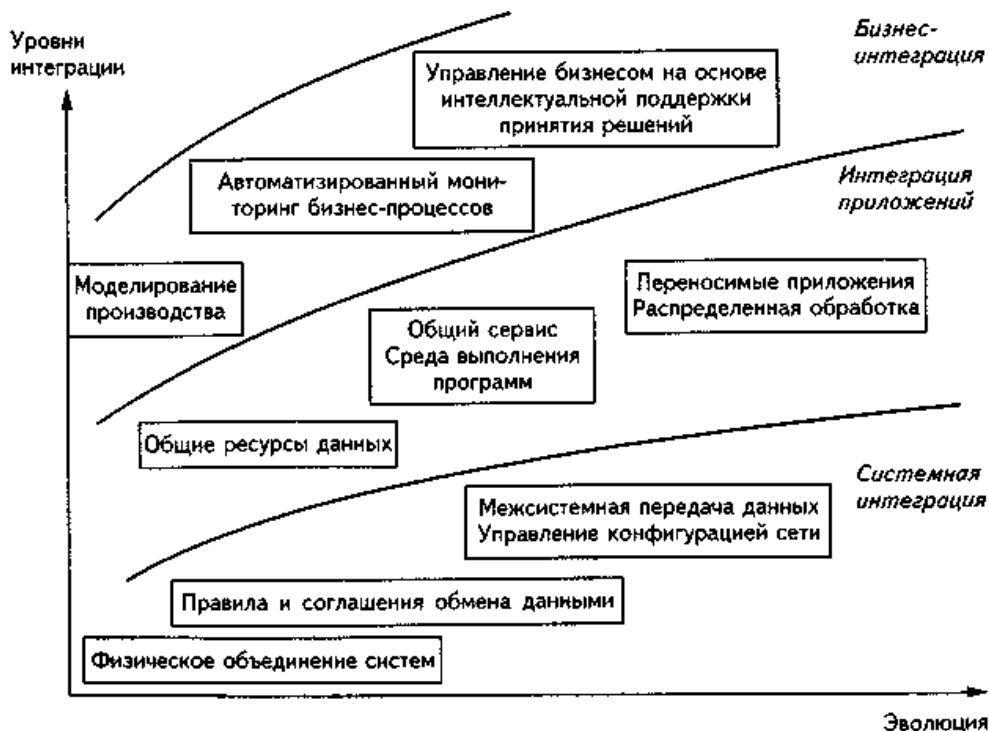 Уровни
интеграции
Бизнес-
интеграция
Управление бизнесом на основе
интеллектуальной поддержки
принятия решений
Автоматизированный мони-
торинг бизнес-процессов
Интеграция
приложений
Моделирование
производства
Переносимые приложения
Распределенная обработка
Общий сервис
Среда выполнения
программ
Общие ресурсы данных
Системная
интеграция
Межсистемная передача данных
Управление конфигурацией сети
Правила и соглашения обмена данными
Физическое объединение систем
Эволюция